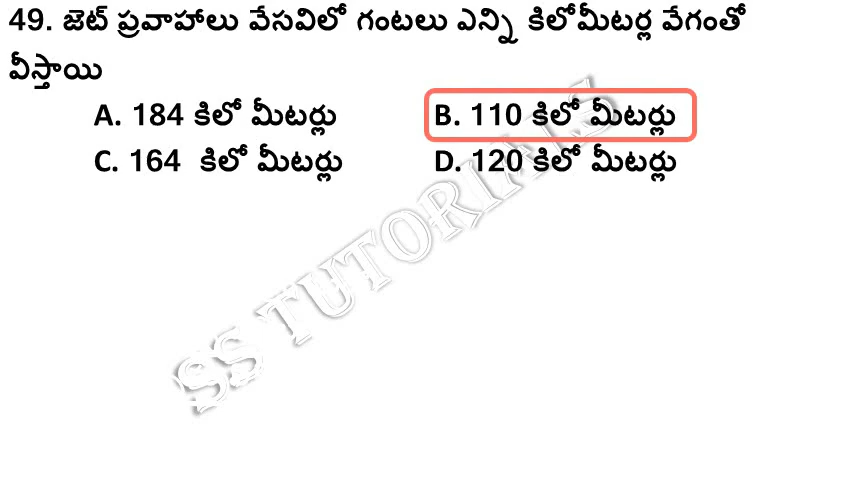 49. జెట్ ప్రవాహాలు వేసవిలో గంటలు ఎన్ని కిలోమీటర్ల వేగంతో
వీస్తాయి
A. 184 కిలో మీటర్లు B. 110 కిలో మీటర్లు
C. 164 కిలో మీటర్లు D. 120 కిలో మీటర్లు
SS TUTORIALS